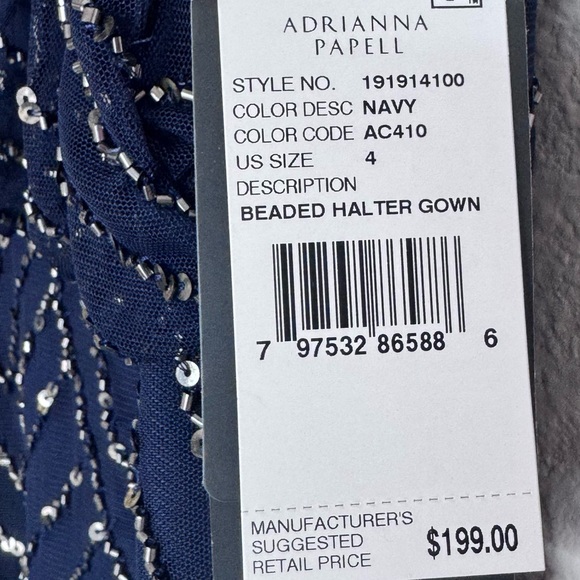 ADRIANNA
PAPELL
STYLE NO. 191914100
COLOR DESC NAVY
COLOR CODE AC410
US SIZE 4
DESCRIPTION
BEADED HALTER GOWN
7 97532 86588 6
MANUFACTURER'S
SUGGESTED
RETAIL PRICE $199.00